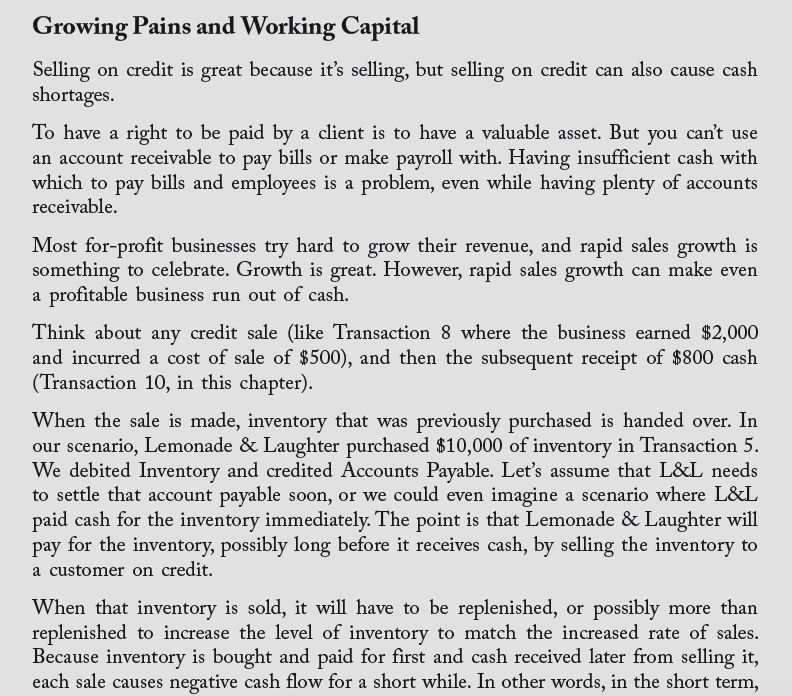 Growing Pains and Working Capital
Selling on credit is great because it’s selling, but selling on credit can also cause cash
shortages.
To have a right to be paid by a client is to have a valuable asset. But you can’t use
an account receivable to pay bills or make payroll with. Having insufficient cash with
which to pay bills and employees is a problem, even while having plenty of accounts
receivable.
Most for-profit businesses try hard to grow their revenue, and rapid sales growth is
something to celebrate. Growth is great. However, rapid sales growth can make even
a profitable business run out of cash.
Think about any credit sale (like Transaction 8 where the business earned $2,000
and incurred a cost of sale of $500), and then the subsequent receipt of $800 cash
(Transaction 10, in this chapter).
When the sale is made, inventory that was previously purchased is handed over. In
our scenario, Lemonade & Laughter purchased $10,000 of inventory in Transaction 5.
We debited Inventory and credited Accounts Payable. Let’s assume that L&L needs
to settle that account payable soon, or we could even imagine a scenario where L&L
paid cash for the inventory immediately. The point is that Lemonade & Laughter will
pay for the inventory, possibly long before it receives cash, by selling the inventory to
a customer on credit.
When that inventory is sold, it will have to be replenished, or possibly more than
replenished to increase the level of inventory to match the increased rate of sales.
Because inventory is bought and paid for first and cash received later from selling it,
each sale causes negative cash flow for a short while. In other words, in the short term,